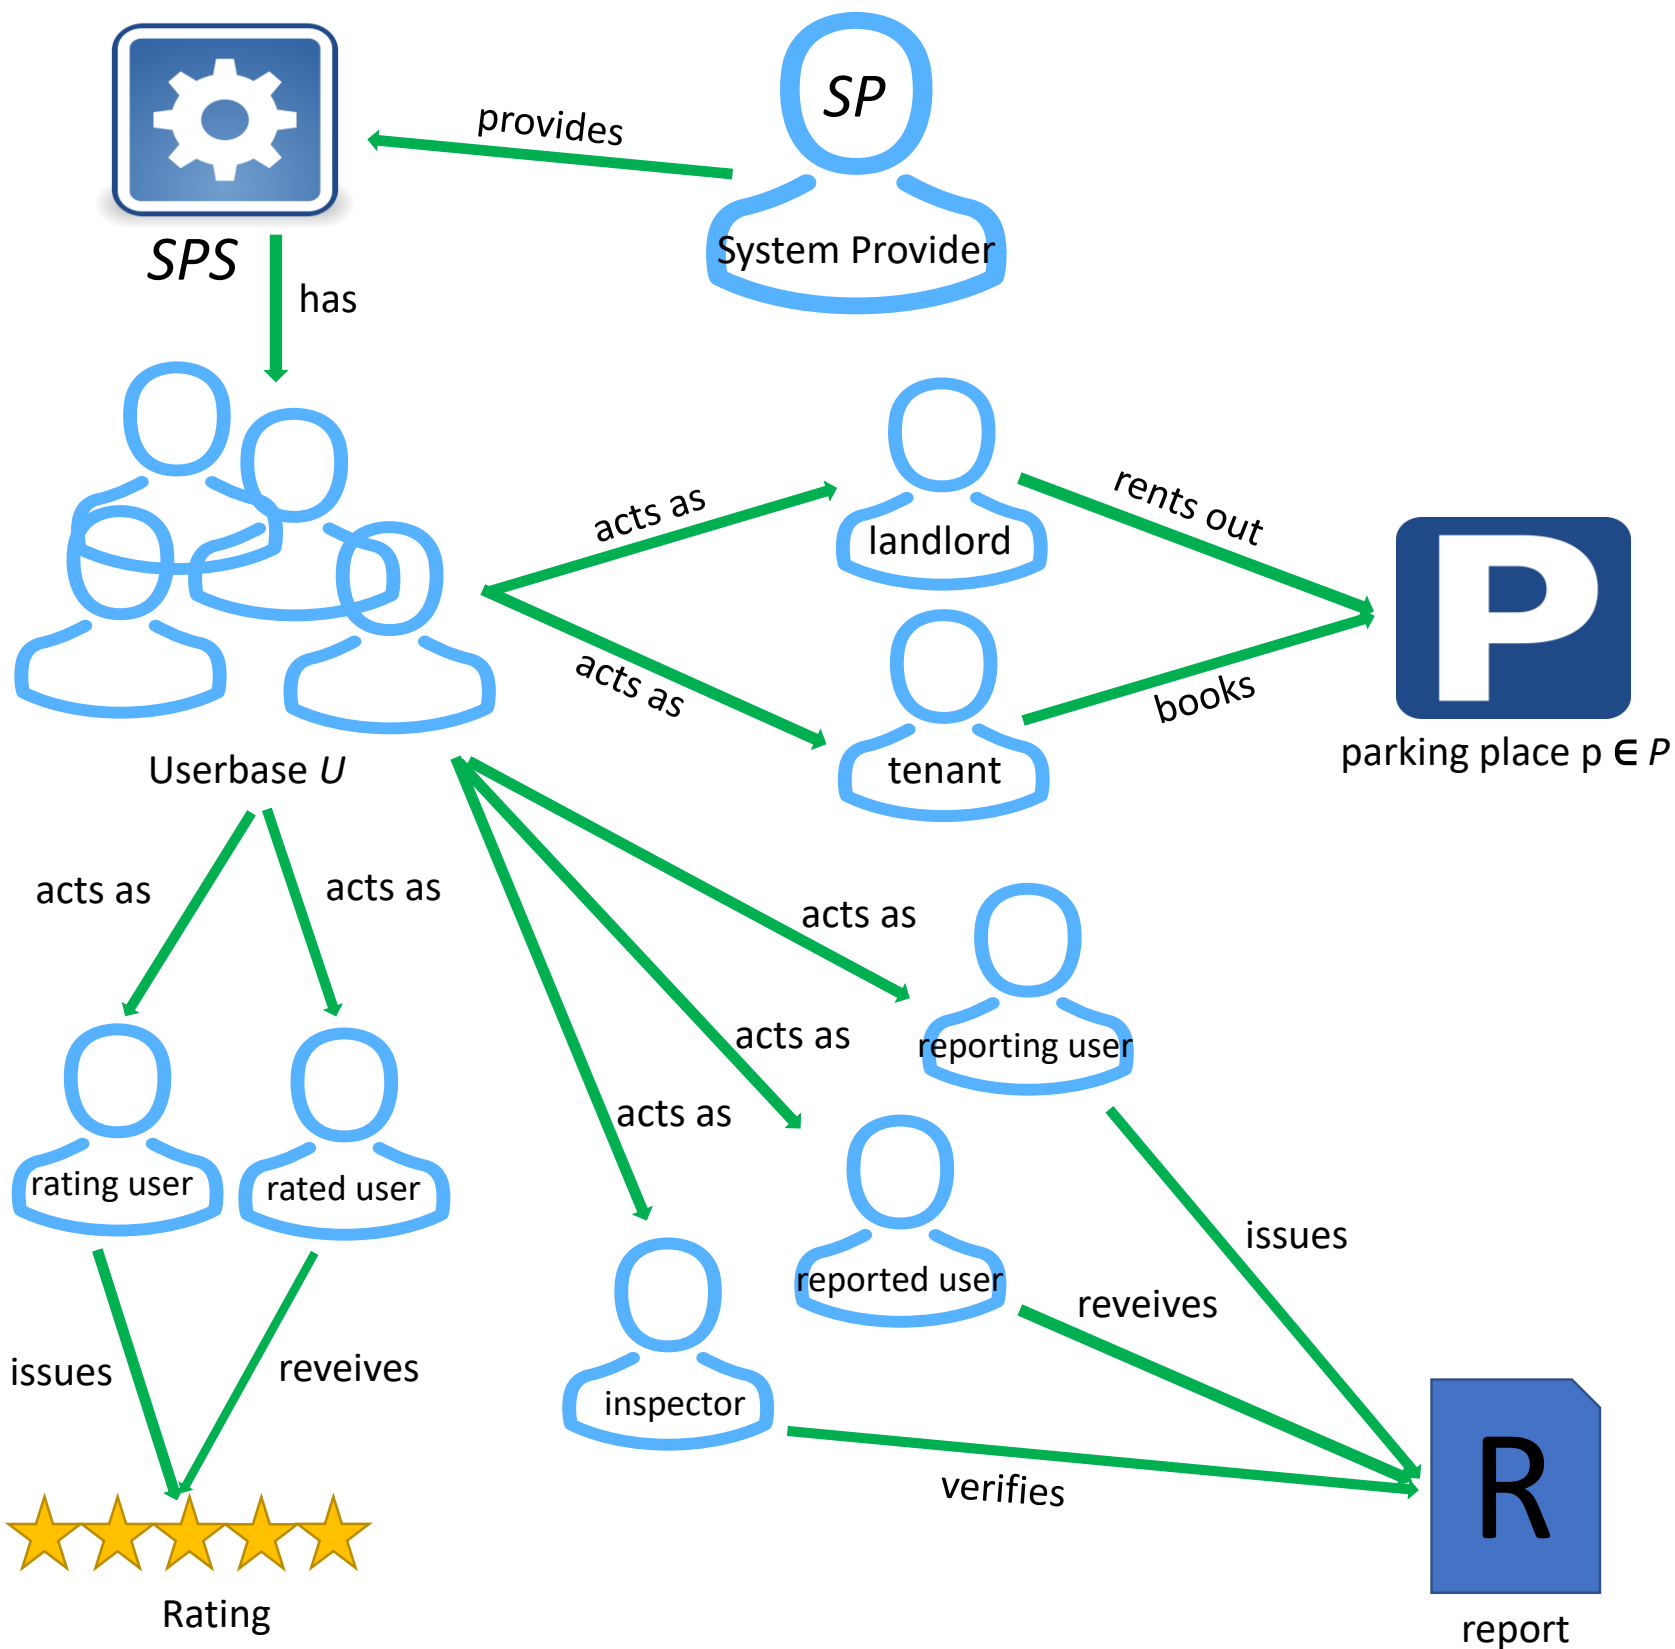 SP
provides
System Provider
SPS
has
acts as
rents out
landlord
P
acts as
books
tenant
parking place p ∈ P
Userbase U
acts as
acts as
acts as
acts as
reporting user
acts as
rating user
rated user
issues
reported user
reveives
issues
reveives
inspector
verifies
R
Rating
report